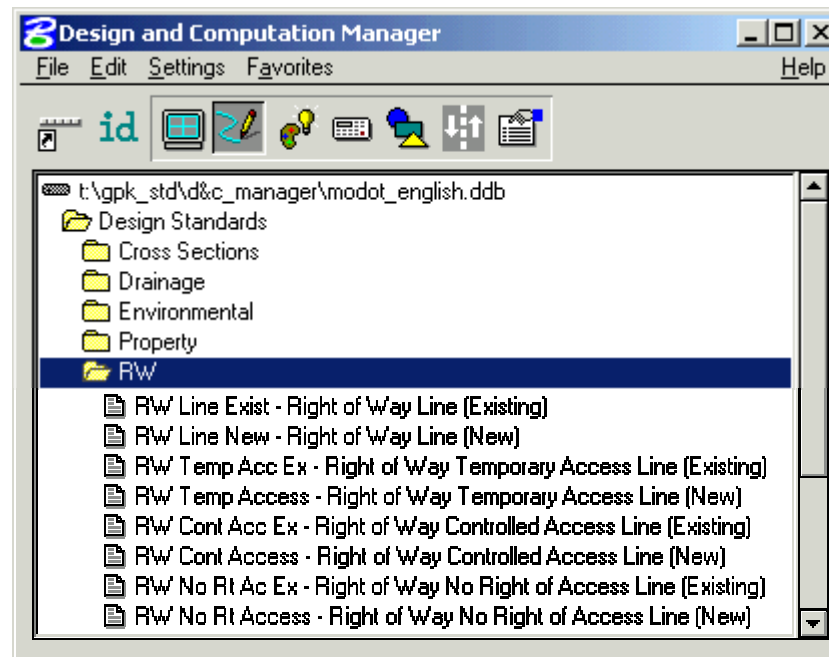 Design and Computation Manager
File Edit Settings Favorites Help
id
t:\gpk_std\d&c_manager\modot_english.ddb
Design Standards
Cross Sections
Drainage
Environmental
Property
RW
RW Line Exist - Right of Way Line (Existing)
RW Line New - Right of Way Line (New)
RW Temp Acc Ex - Right of Way Temporary Access Line (Existing)
RW Temp Access - Right of Way Temporary Access Line (New)
RW Cont Acc Ex - Right of Way Controlled Access Line (Existing)
RW Cont Access - Right of Way Controlled Access Line (New)
RW No Rt Ac Ex - Right of Way No Right of Access Line (Existing)
RW No Rt Access - Right of Way No Right of Access Line (New)